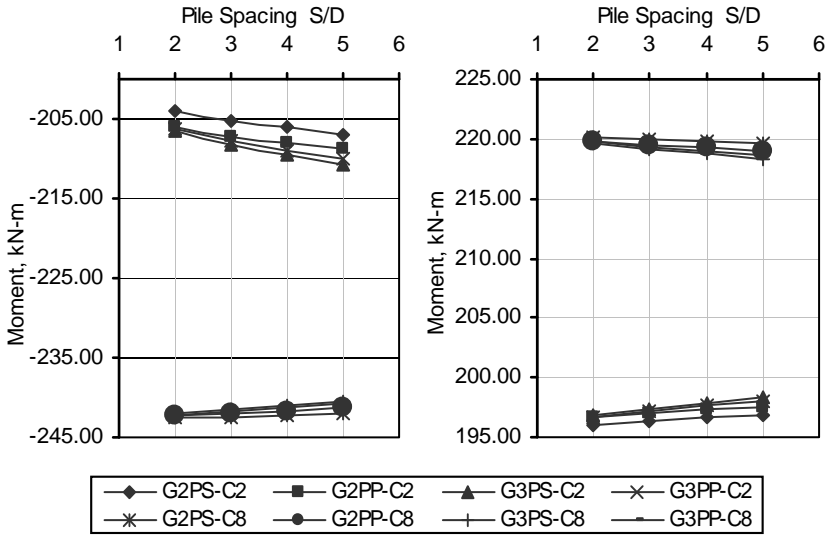 Pile Spacing S/D
1 2 3 4 5 6
-205.00
-215.00
-225.00
-235.00
-245.00
Moment, kN-m
Pile Spacing S/D
1 2 3 4 5 6
225.00
220.00
215.00
210.00
205.00
200.00
195.00
Moment, kN-m
G2PS-C2 G2PP-C2 G3PS-C2 G3PP-C2
G2PS-C8 G2PP-C8 G3PS-C8 G3PP-C8